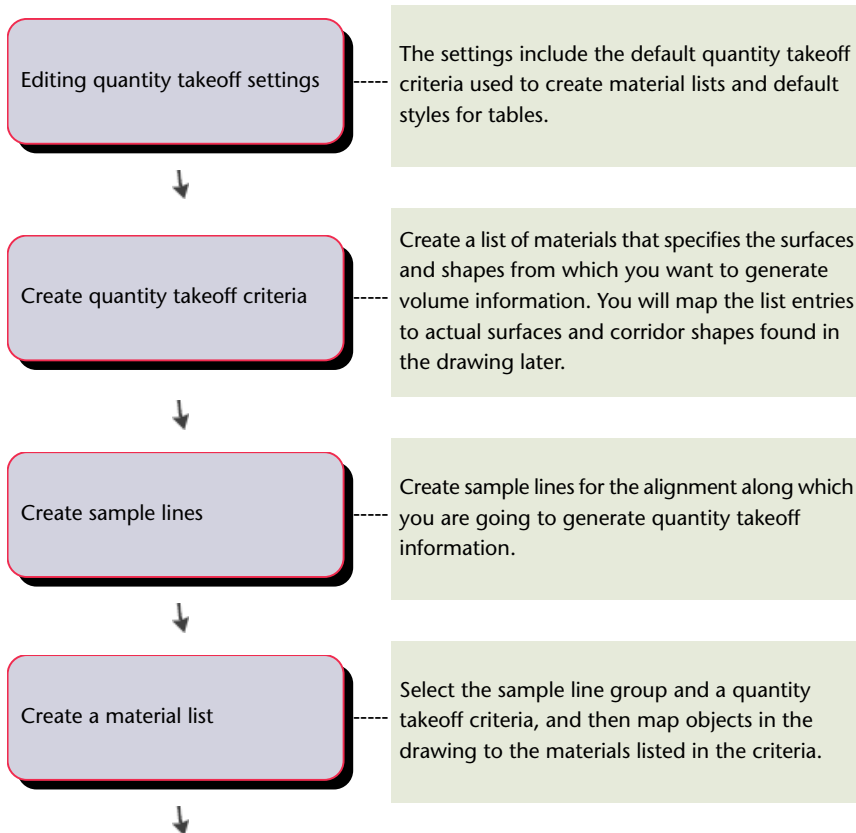 Editing quantity takeoff settings
The settings include the default quantity takeoff
criteria used to create material lists and default
styles for tables.
Create quantity takeoff criteria
Create a list of materials that specifies the surfaces
and shapes from which you want to generate
volume information. You will map the list entries
to actual surfaces and corridor shapes found in
the drawing later.
Create sample lines
Create sample lines for the alignment along which
you are going to generate quantity takeoff
information.
Create a material list
Select the sample line group and a quantity
takeoff criteria, and then map objects in the
drawing to the materials listed in the criteria.